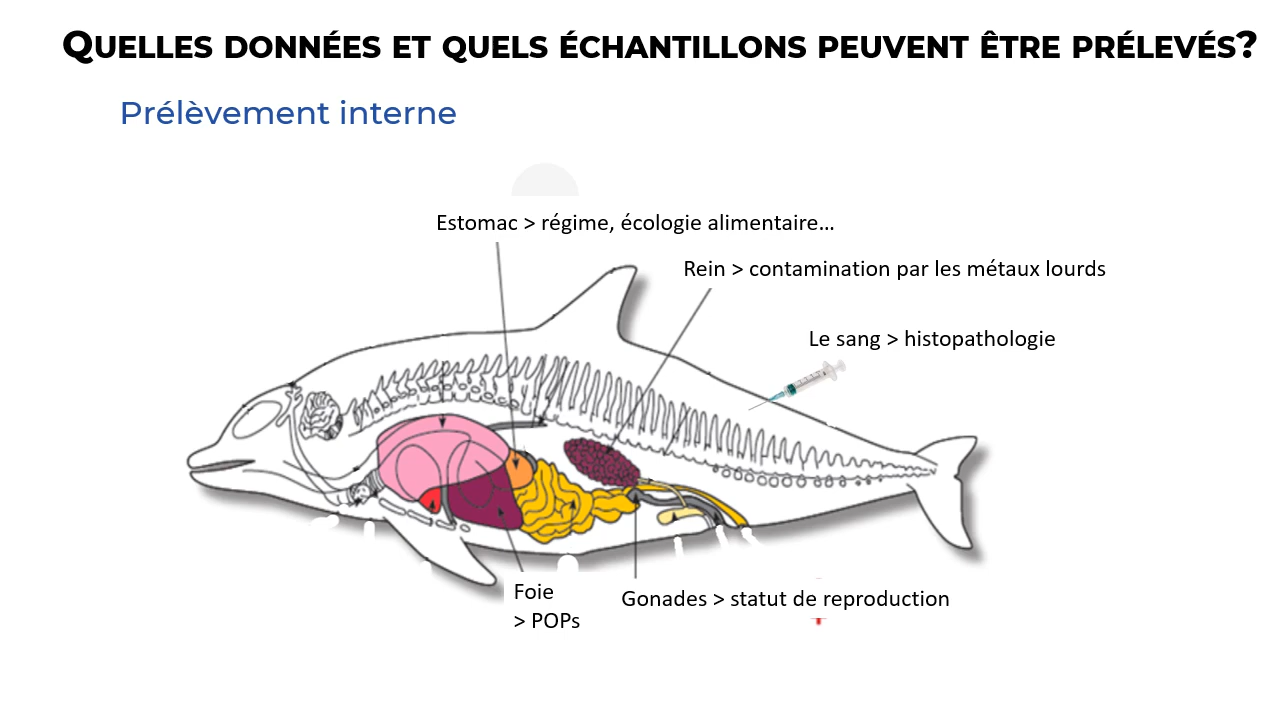 QUELLES DONNÉES ET QUELS ÉCHANTILLONS PEUVENT ÊTRE PRÉLEVÉS?
Prélèvement interne
Estomac > régime, écologie alimentaire…
Rein > contamination par les métaux lourds
Le sang > histopathologie
Foie
> POPs
Gonades > statut de reproduction